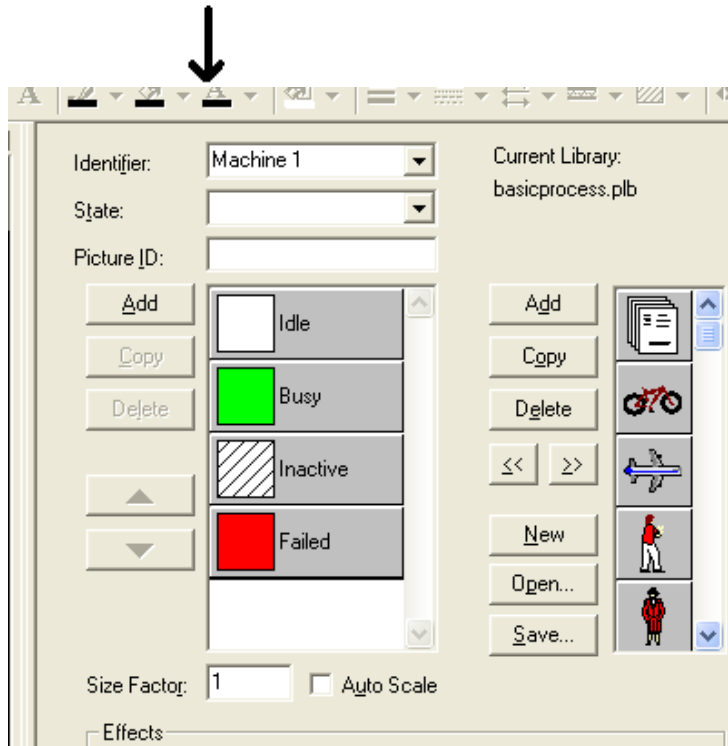 A A
Identifier: Machine 1 Current Library:
basicprocess.plb
State:
Picture ID:
Add Idle Add
Copy Copy
Delete Busy Delete
Inactive << >>
Failed New
Open...
Save...
Size Factor: 1 Auto Scale
Effects